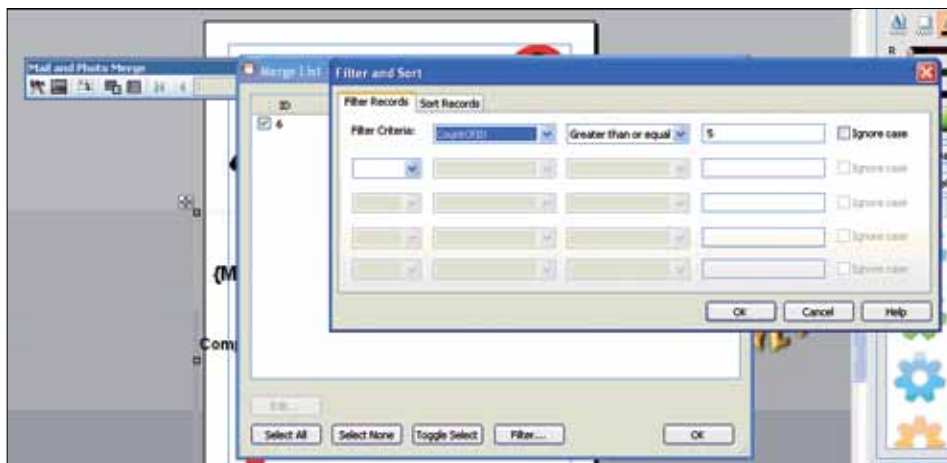 Mail and Photo Merge
Merge List
Filter and Sort
Filter Records Sort Records
ID
6
Filter Criteria: CountOfID Greater than or equal 5 Ignore case
Ignore case
Ignore case
Ignore case
Ignore case
{M
OK Cancel Help
Comp
Edit...
Select All Select None Toggle Select Filter... OK
A
R